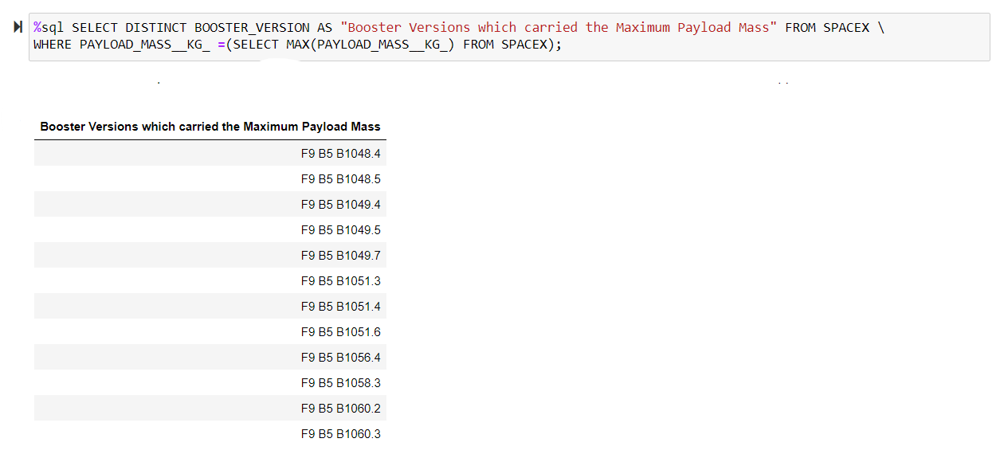 %sql SELECT DISTINCT BOOSTER_VERSION AS "Booster Versions which carried the Maximum Payload Mass" FROM SPACEX \
WHERE PAYLOAD_MASS__KG_ =(SELECT MAX(PAYLOAD_MASS__KG_) FROM SPACEX);
Booster Versions which carried the Maximum Payload Mass
F9 B5 B1048.4
F9 B5 B1048.5
F9 B5 B1049.4
F9 B5 B1049.5
F9 B5 B1049.7
F9 B5 B1051.3
F9 B5 B1051.4
F9 B5 B1051.6
F9 B5 B1056.4
F9 B5 B1058.3
F9 B5 B1060.2
F9 B5 B1060.3